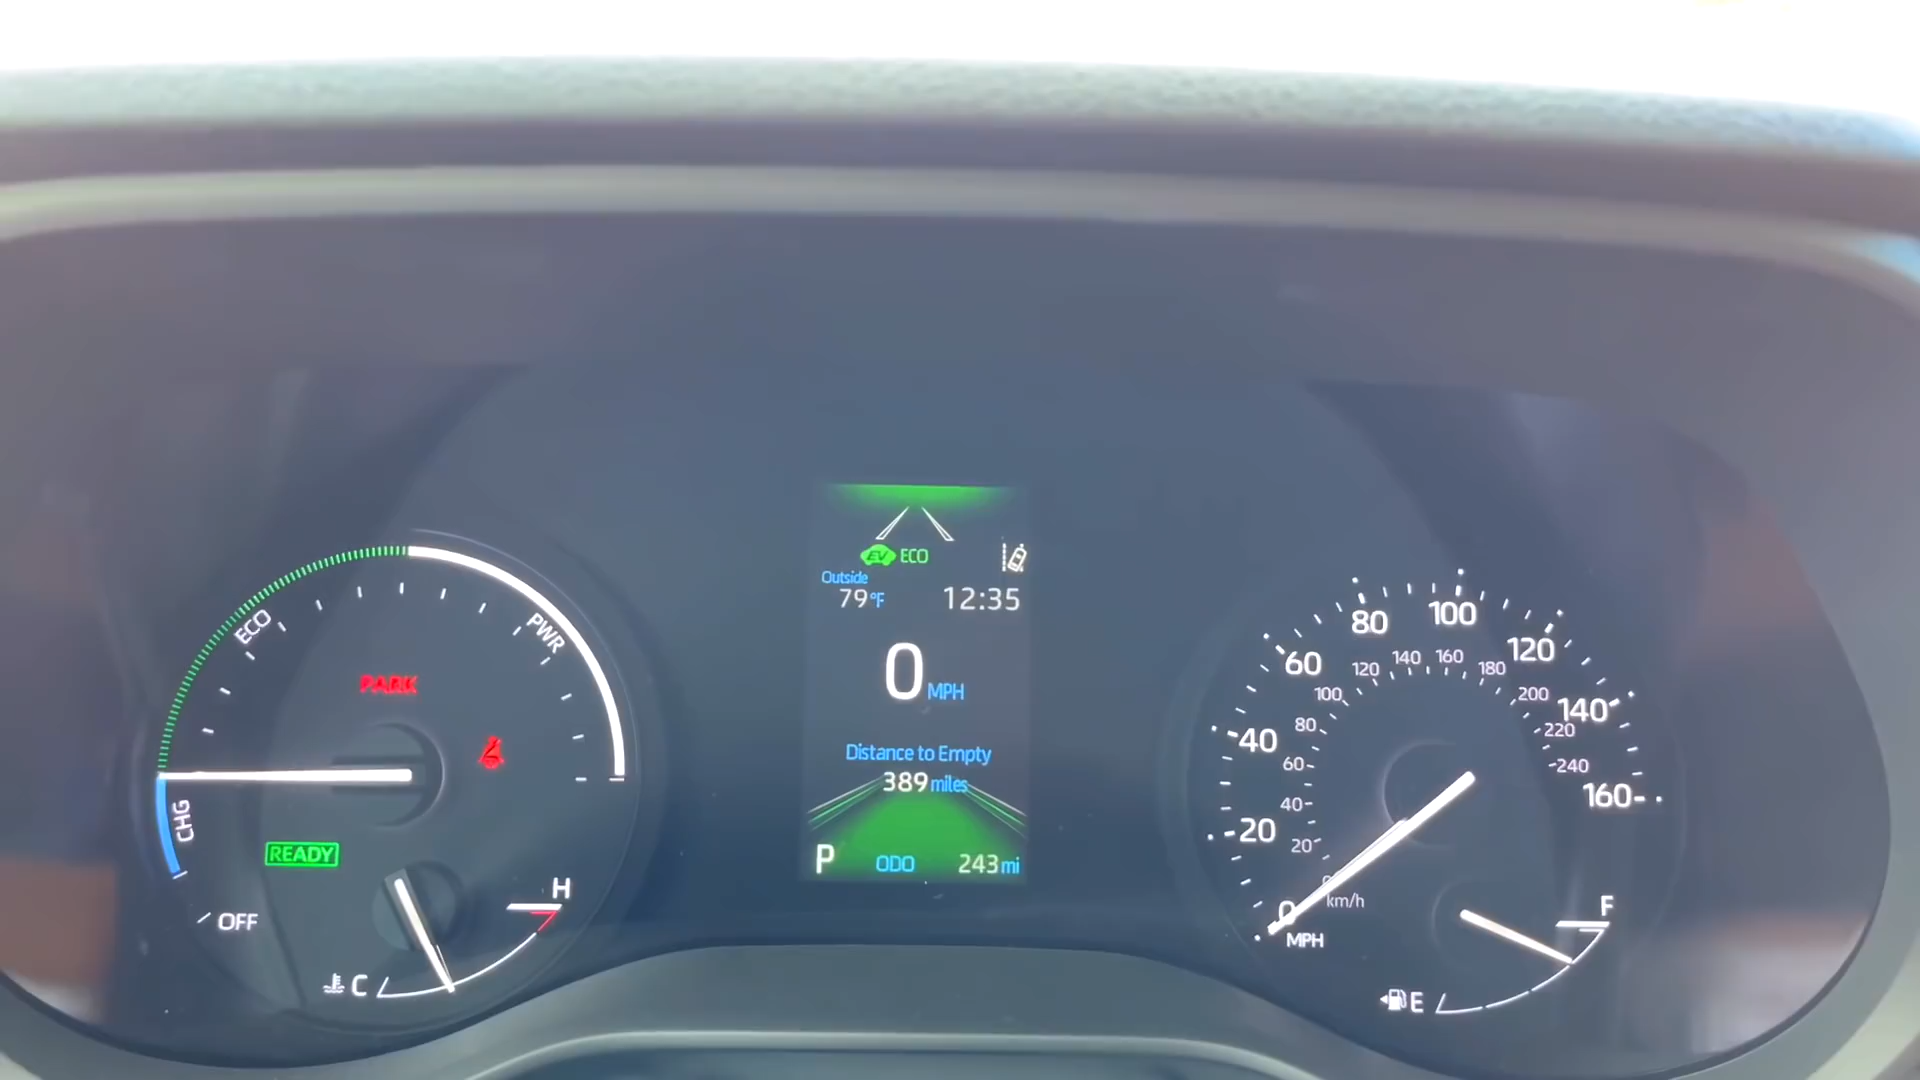 ECO
PWR
PARK
CHG
READY
OFF
H
C
EV ECO
Outside
79°F 12:35
0 MPH
Distance to Empty
389 miles
P ODO 243 mi
0 20 40 60 80 100 120 140 160
MPH
20 40 60 80 100 120 140 160 180 200 220 240
km/h
F
E